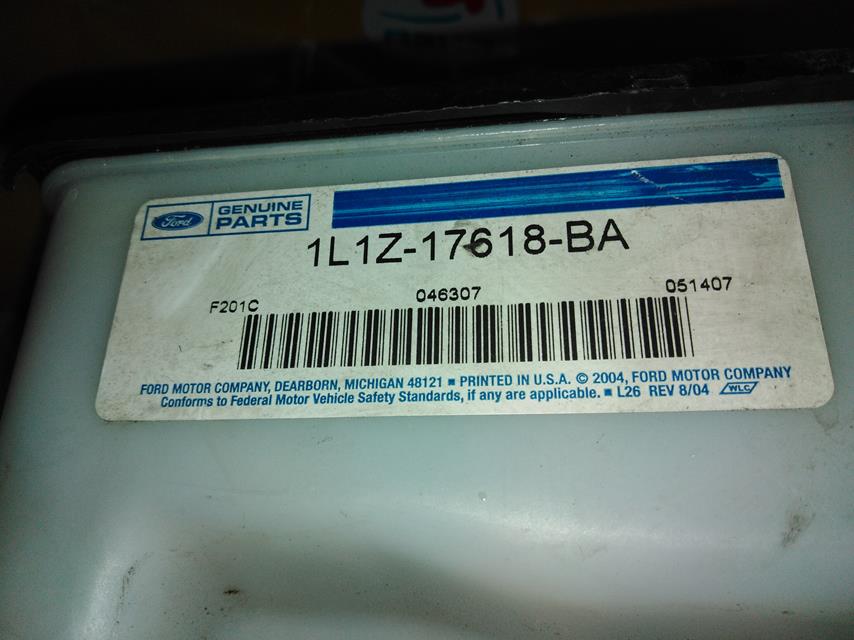 Ford GENUINE PARTS
1L1Z-17618-BA
F201C 046307 051407
FORD MOTOR COMPANY, DEARBORN, MICHIGAN 48121 ▪ PRINTED IN U.S.A. © 2004, FORD MOTOR COMPANY
Conforms to Federal Motor Vehicle Safety Standards, if any are applicable. ▪ L26 REV 8/04 WLC